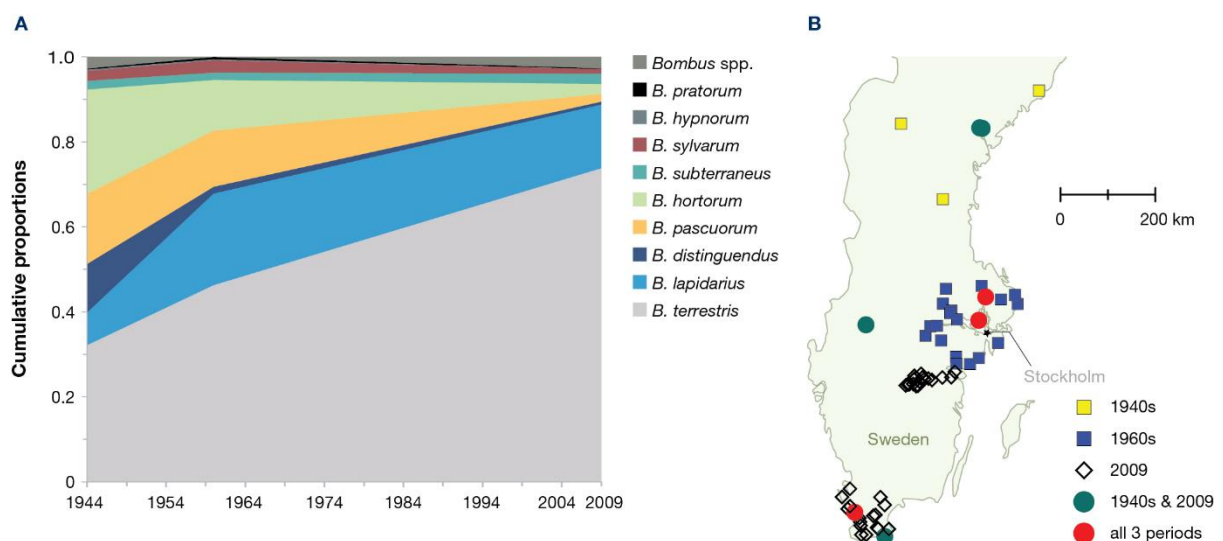 A
Cumulative proportions
1.0
0.8
0.6
0.4
0.2
0
1944
1954
1964
1974
1984
1994
2004
2009
Bombus spp.
B. pratorum
B. hypnorum
B. sylvarum
B. subterraneus
B. hortorum
B. pascuorum
B. distinguendus
B. lapidarius
B. terrestris
B
0
200 km
Stockholm
Sweden
1940s
1960s
2009
1940s & 2009
all 3 periods